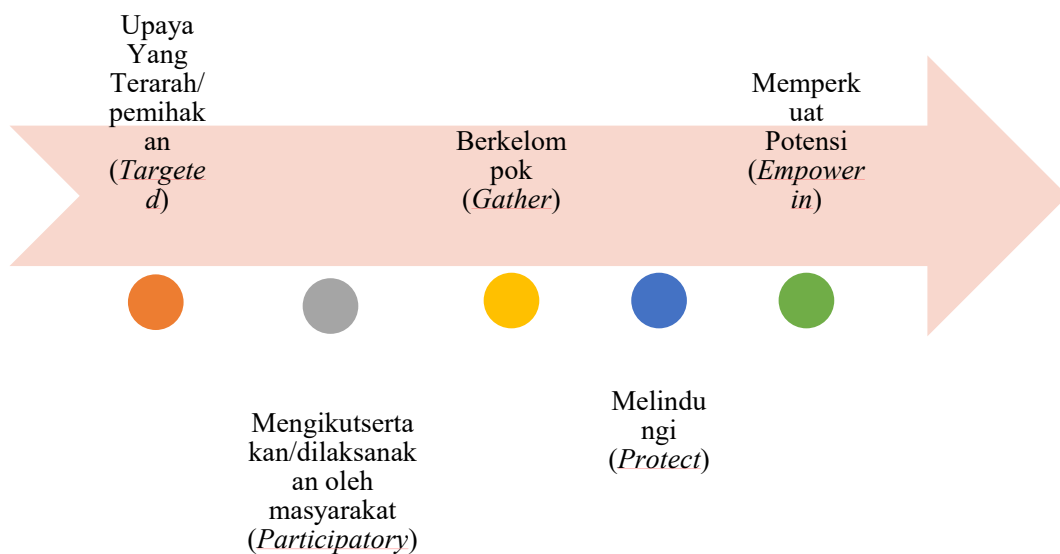 Upaya
Yang
Terarah/
pemihak
an
(Targete
d)
Mengikutserta
kan/dilaksanak
an oleh
masyarakat
(Participatory)
Berkelom
pok
(Gather)
Melindu
ngi
(Protect)
Memperk
uat
Potensi
(Empower
in)